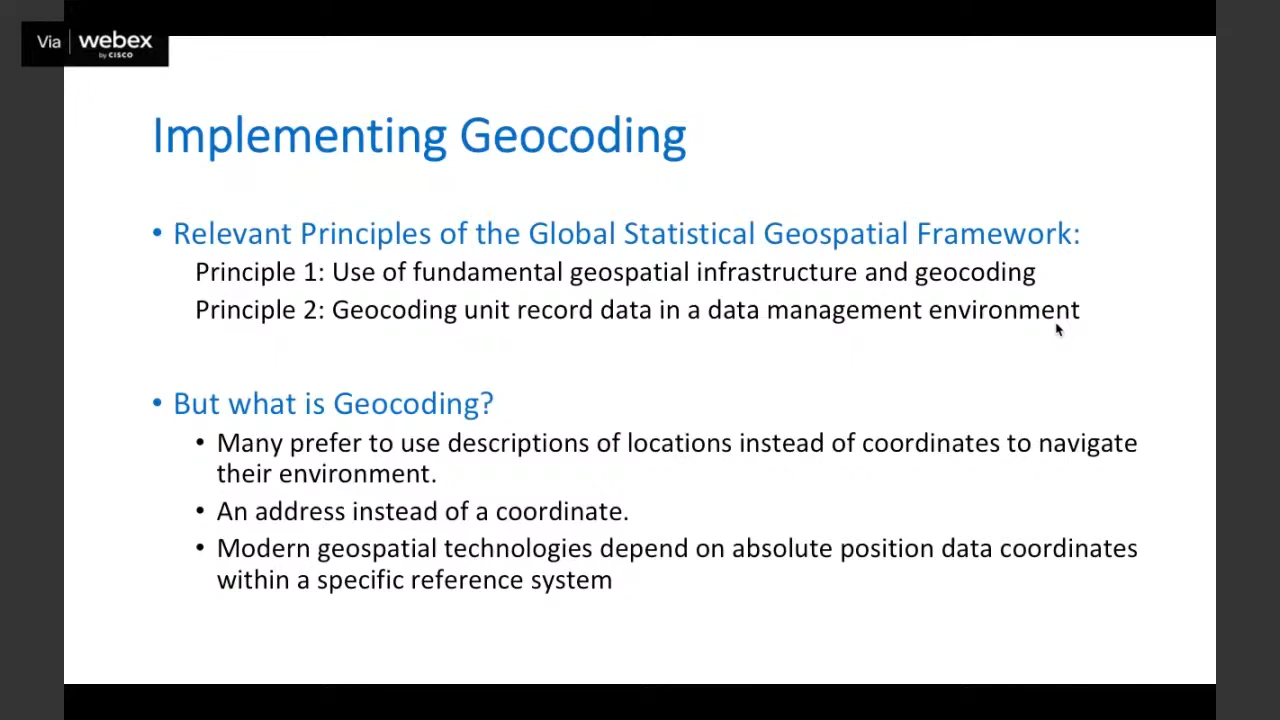 Via webex
by CISCO
Implementing Geocoding
• Relevant Principles of the Global Statistical Geospatial Framework:
Principle 1: Use of fundamental geospatial infrastructure and geocoding
Principle 2: Geocoding unit record data in a data management environment
• But what is Geocoding?
• Many prefer to use descriptions of locations instead of coordinates to navigate
their environment.
• An address instead of a coordinate.
• Modern geospatial technologies depend on absolute position data coordinates
within a specific reference system